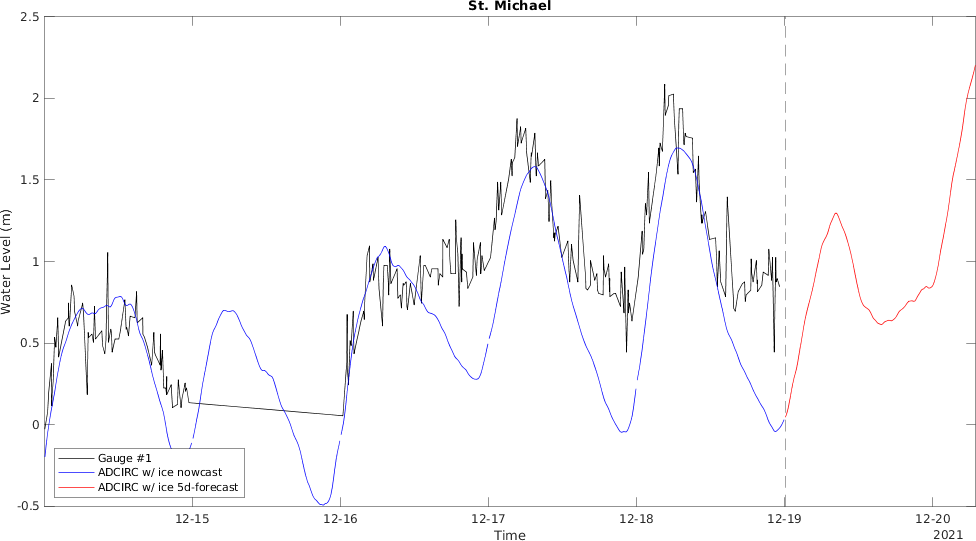 St. Michael
Water Level (m)
2.5
2
1.5
1
0.5
0
-0.5
Gauge #1
ADCIRC w/ ice nowcast
ADCIRC w/ ice 5d-forecast
12-15
12-16
12-17
12-18
12-19
12-20
Time
2021